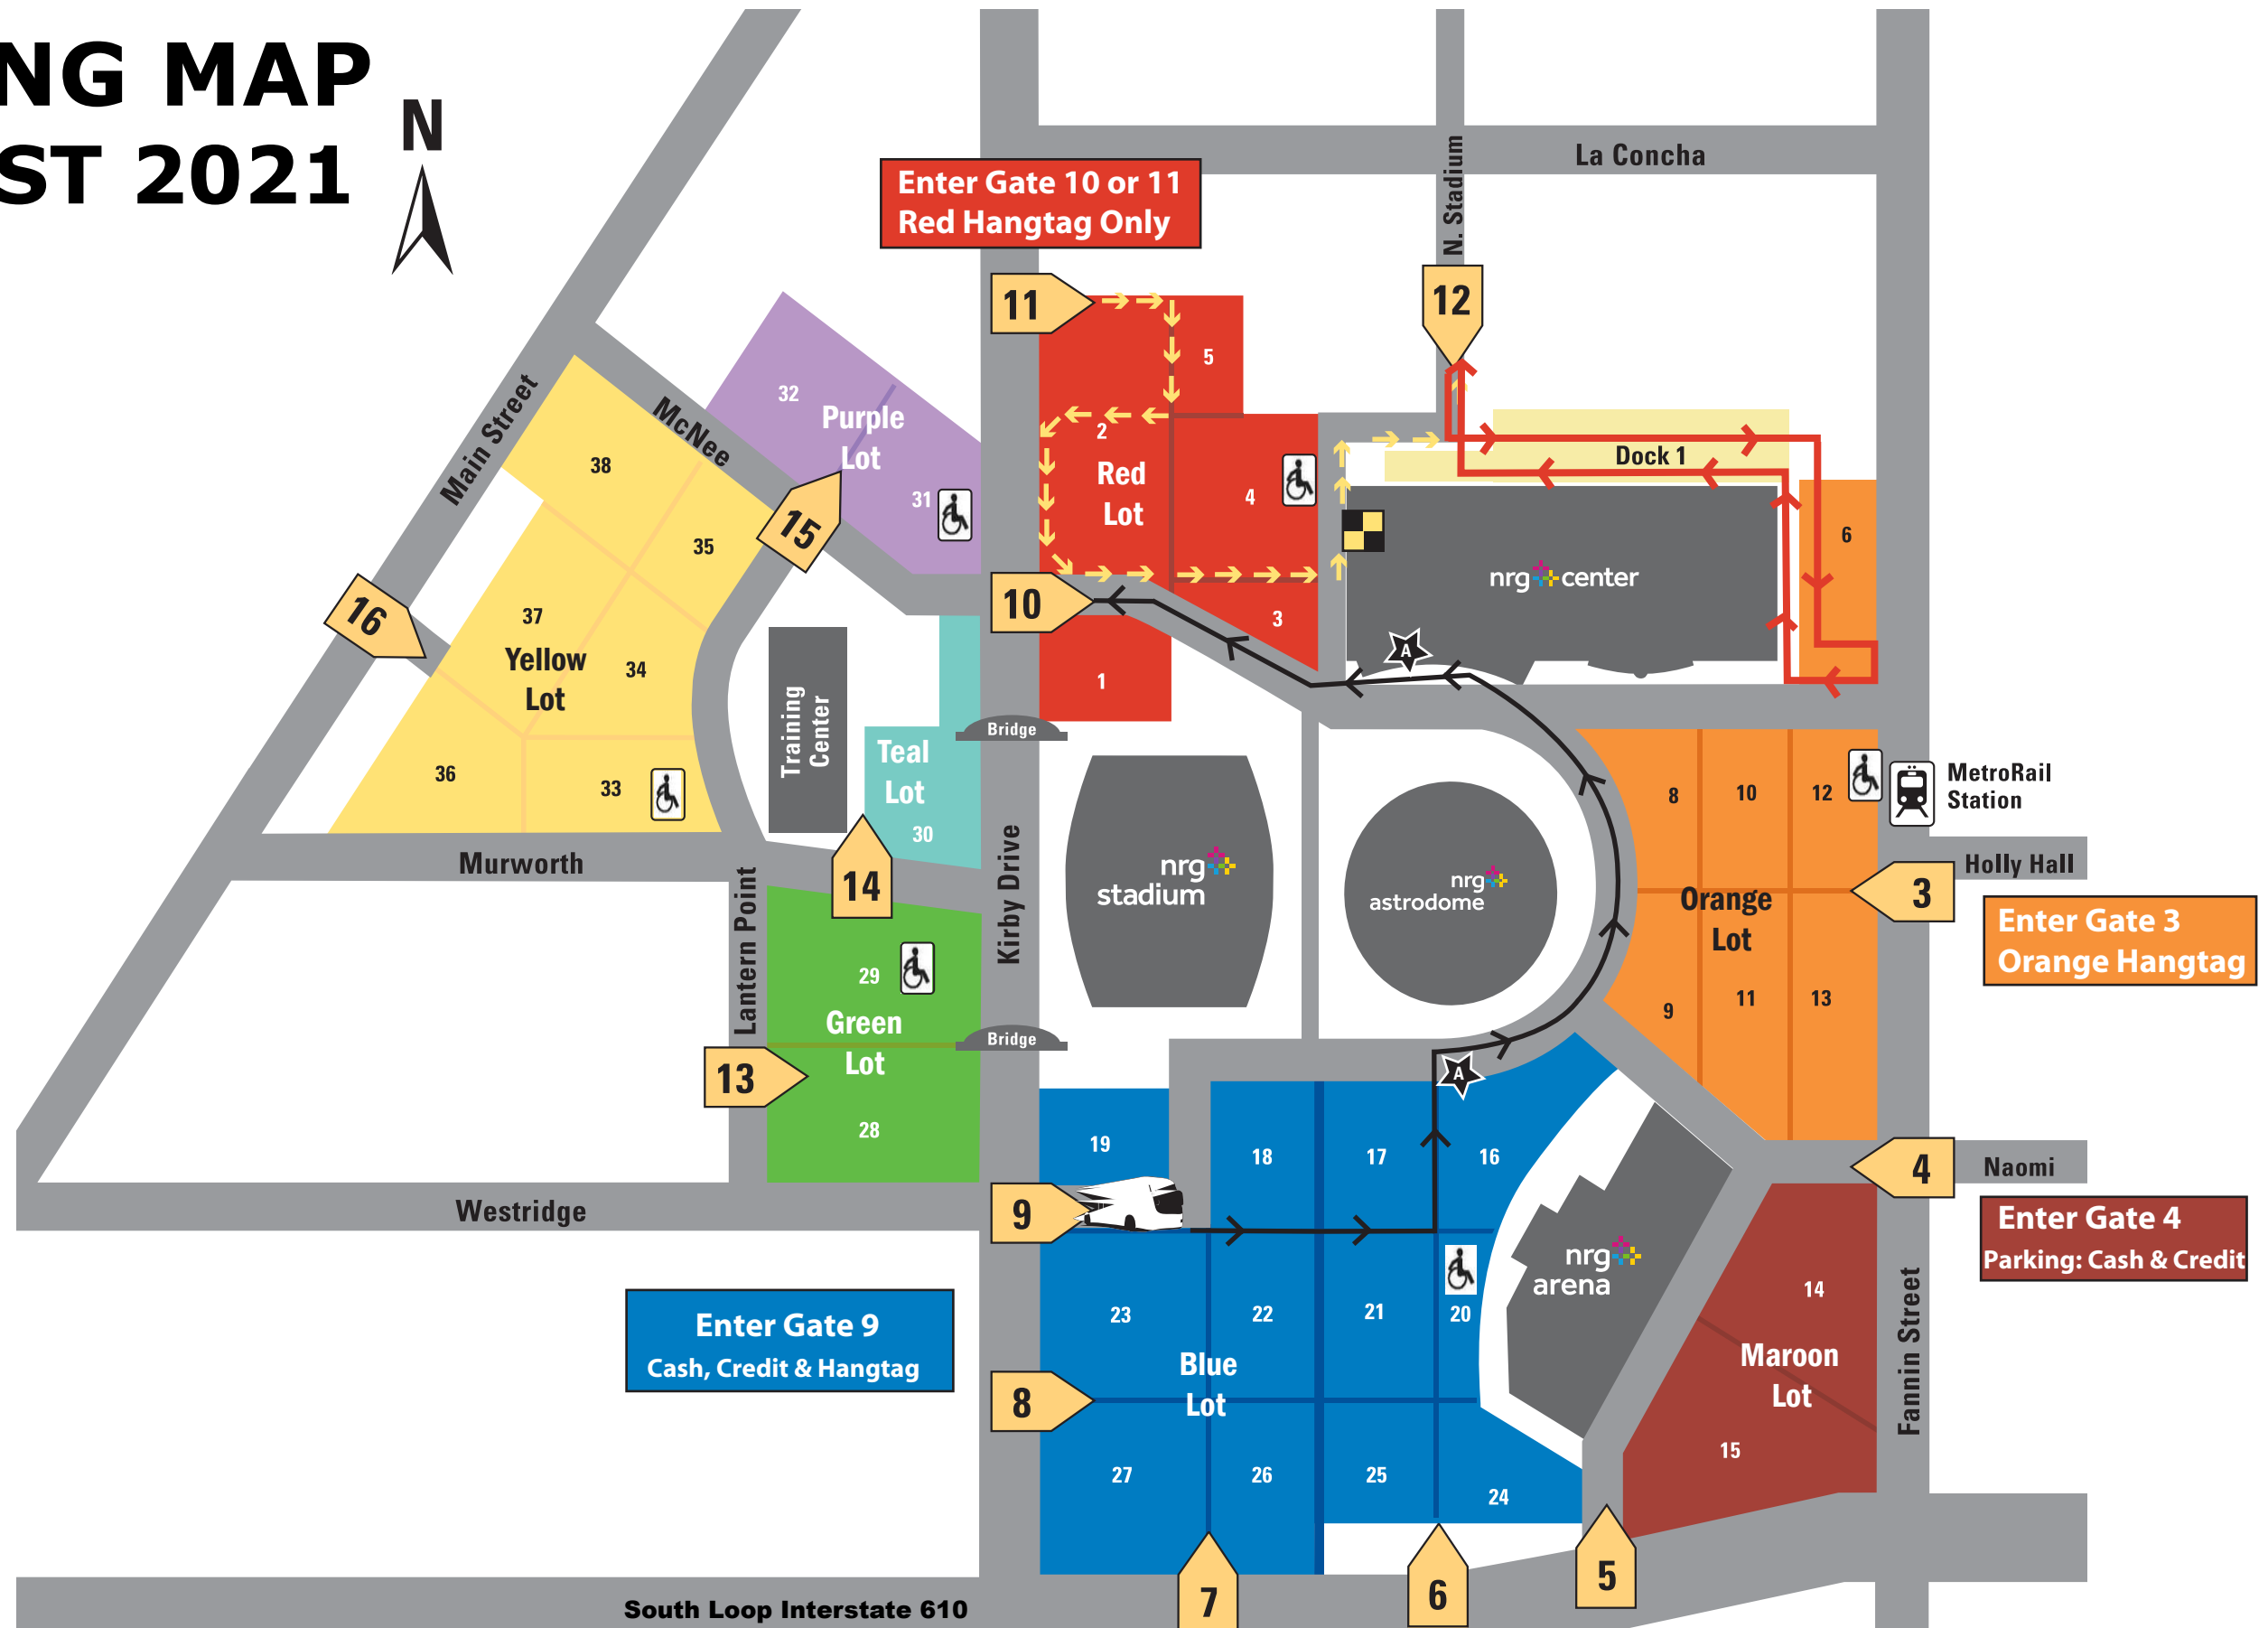 NG MAP
ST 2021
N
La Concha
N. Stadium
Enter Gate 10 or 11
Red Hangtag Only
11
12
5
32
Purple
Lot
31
Main Street
McNee
38
35
15
2
Red
Lot
4
Dock 1
6
nrg center
16
37
Yellow
Lot
34
10
3
A
1
Training
Center
Bridge
Teal
Lot
30
36
33
8
10
12
MetroRail
Station
Murworth
14
Kirby Drive
nrg
stadium
nrg
astrodome
Orange
Lot
3
Holly Hall
Enter Gate 3
Orange Hangtag
Lantern Point
29
Green
Lot
9
11
13
Bridge
13
28
A
19
18
17
16
4
Naomi
Westridge
9
Enter Gate 4
Parking: Cash & Credit
nrg
arena
14
Enter Gate 9
Cash, Credit & Hangtag
23
22
21
20
Blue
Lot
Maroon
Lot
Fannin Street
8
15
27
26
25
24
7
6
5
South Loop Interstate 610